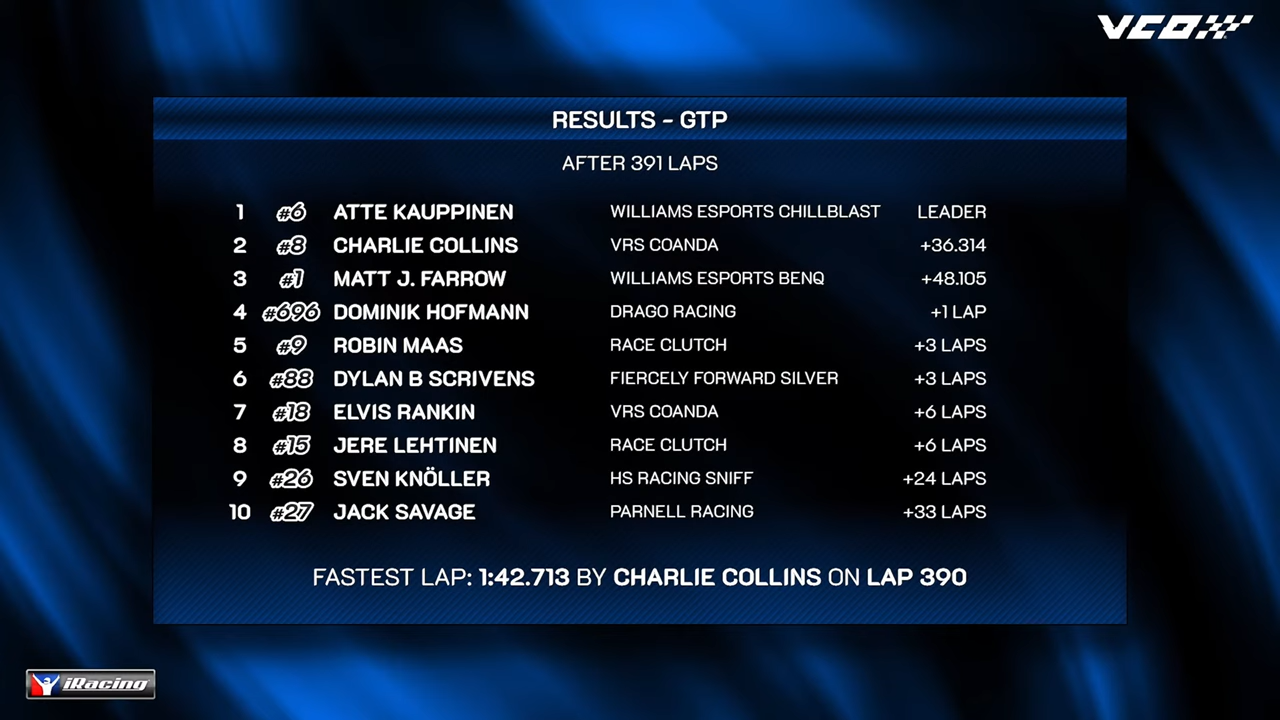 VCO
RESULTS - GTP
AFTER 391 LAPS
1 #6 ATTE KAUPPINEN WILLIAMS ESPORTS CHILLBLAST LEADER
2 #8 CHARLIE COLLINS VRS COANDA +36.314
3 #1 MATT J. FARROW WILLIAMS ESPORTS BENQ +48.105
4 #696 DOMINIK HOFMANN DRAGO RACING +1 LAP
5 #9 ROBIN MAAS RACE CLUTCH +3 LAPS
6 #88 DYLAN B SCRIVENS FIERCELY FORWARD SILVER +3 LAPS
7 #18 ELVIS RANKIN VRS COANDA +6 LAPS
8 #15 JERE LEHTINEN RACE CLUTCH +6 LAPS
9 #26 SVEN KNÖLLER HS RACING SNIFF +24 LAPS
10 #27 JACK SAVAGE PARNELL RACING +33 LAPS
FASTEST LAP: 1:42.713 BY CHARLIE COLLINS ON LAP 390
iRacing